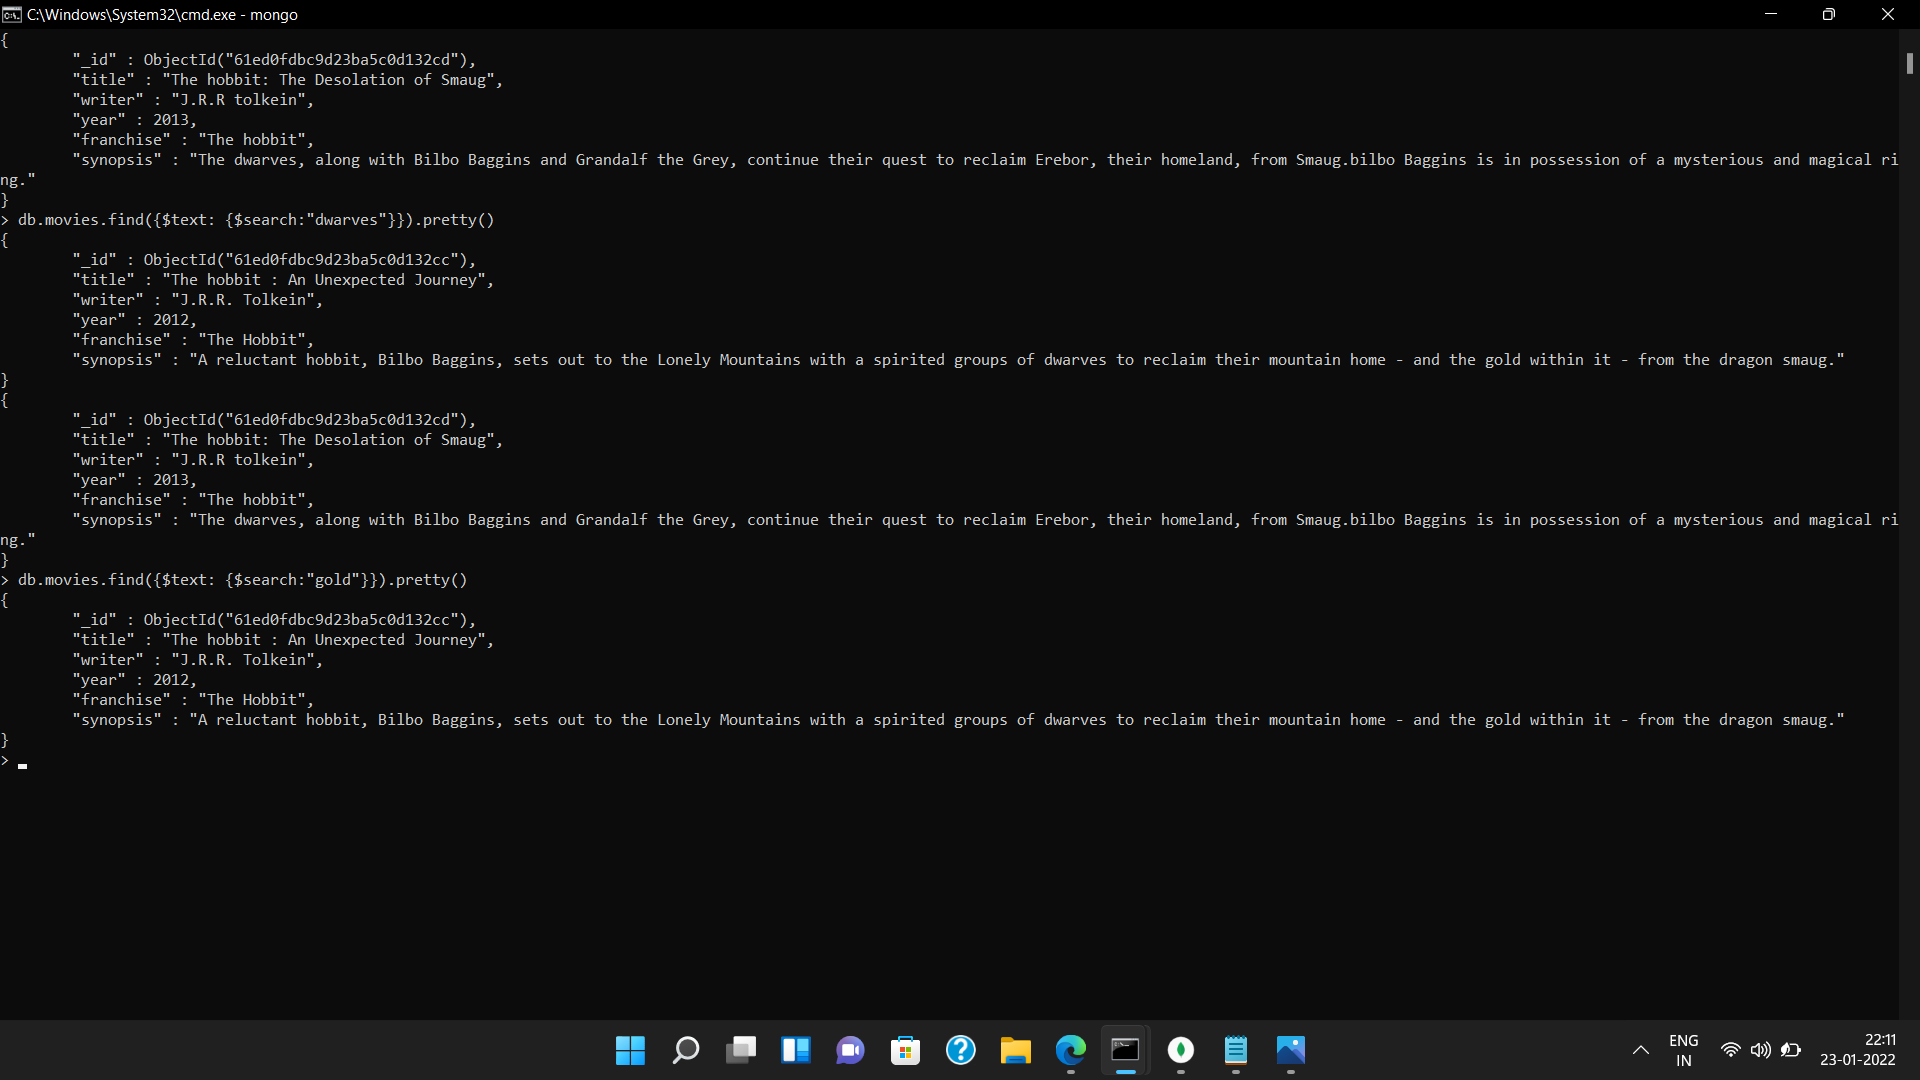 C:\Windows\System32\cmd.exe - mongo
{
        "_id" : ObjectId("61ed0fdbc9d23ba5c0d132cd"),
        "title" : "The hobbit: The Desolation of Smaug",
        "writer" : "J.R.R tolkein",
        "year" : 2013,
        "franchise" : "The hobbit",
        "synopsis" : "The dwarves, along with Bilbo Baggins and Grandalf the Grey, continue their quest to reclaim Erebor, their homeland, from Smaug.bilbo Baggins is in possession of a mysterious and magical ri
ng."
}
> db.movies.find({$text: {$search:"dwarves"}}).pretty()
{
        "_id" : ObjectId("61ed0fdbc9d23ba5c0d132cc"),
        "title" : "The hobbit : An Unexpected Journey",
        "writer" : "J.R.R. Tolkein",
        "year" : 2012,
        "franchise" : "The Hobbit",
        "synopsis" : "A reluctant hobbit, Bilbo Baggins, sets out to the Lonely Mountains with a spirited groups of dwarves to reclaim their mountain home - and the gold within it - from the dragon smaug."
}
{
        "_id" : ObjectId("61ed0fdbc9d23ba5c0d132cd"),
        "title" : "The hobbit: The Desolation of Smaug",
        "writer" : "J.R.R tolkein",
        "year" : 2013,
        "franchise" : "The hobbit",
        "synopsis" : "The dwarves, along with Bilbo Baggins and Grandalf the Grey, continue their quest to reclaim Erebor, their homeland, from Smaug.bilbo Baggins is in possession of a mysterious and magical ri
ng."
}
> db.movies.find({$text: {$search:"gold"}}).pretty()
{
        "_id" : ObjectId("61ed0fdbc9d23ba5c0d132cc"),
        "title" : "The hobbit : An Unexpected Journey",
        "writer" : "J.R.R. Tolkein",
        "year" : 2012,
        "franchise" : "The Hobbit",
        "synopsis" : "A reluctant hobbit, Bilbo Baggins, sets out to the Lonely Mountains with a spirited groups of dwarves to reclaim their mountain home - and the gold within it - from the dragon smaug."
}
>
ENG
IN
22:11
23-01-2022